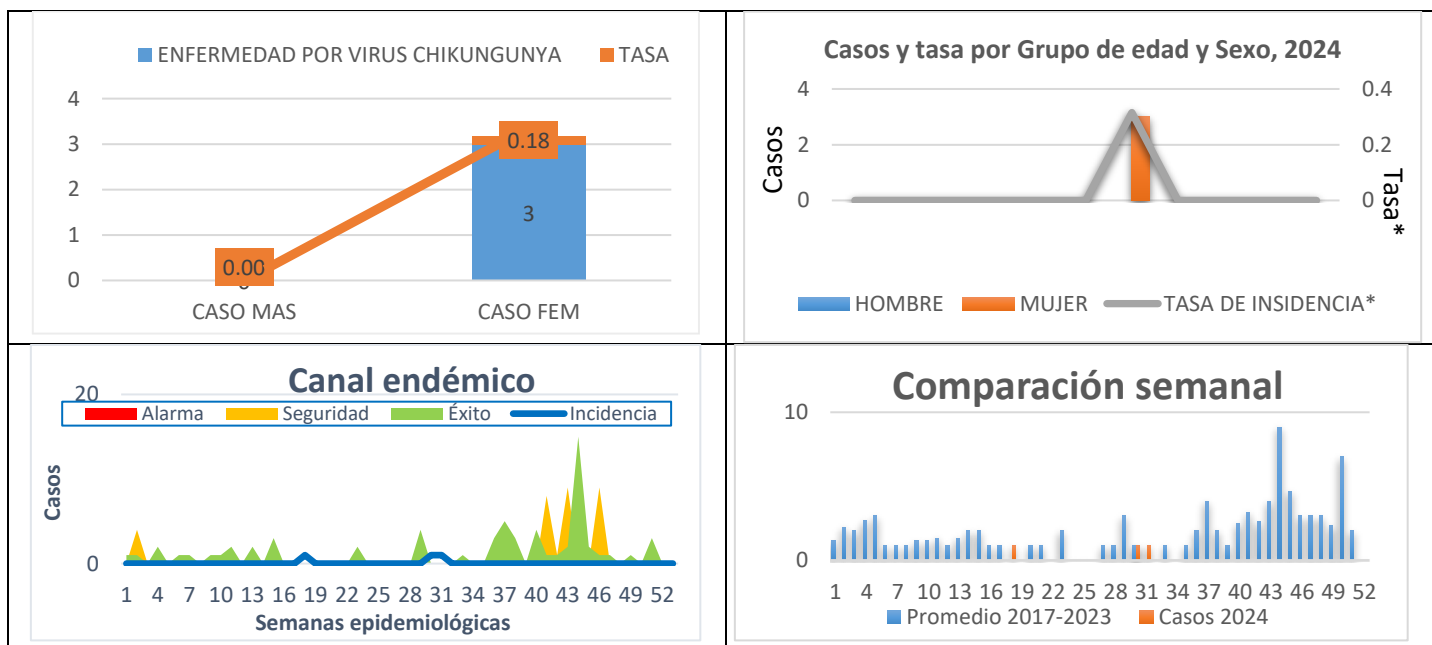 ENFERMEDAD POR VIRUS CHIKUNGUNYA TASA
4
3
2
1
0
0.00
0.18
3
CASO MAS CASO FEM
Casos y tasa por Grupo de edad y Sexo, 2024
4 0.4
2 0.2
0 0
Casos
Tasa*
HOMBRE MUJER TASA DE INSIDENCIA*
Canal endémico
20
Alarma Seguridad Éxito Incidencia
Casos
0
1 4 7 10 13 16 19 22 25 28 31 34 37 40 43 46 49 52
Semanas epidemiológicas
Comparación semanal
10
0
1 4 7 10 13 16 19 22 25 28 31 34 37 40 43 46 49 52
Promedio 2017-2023 Casos 2024